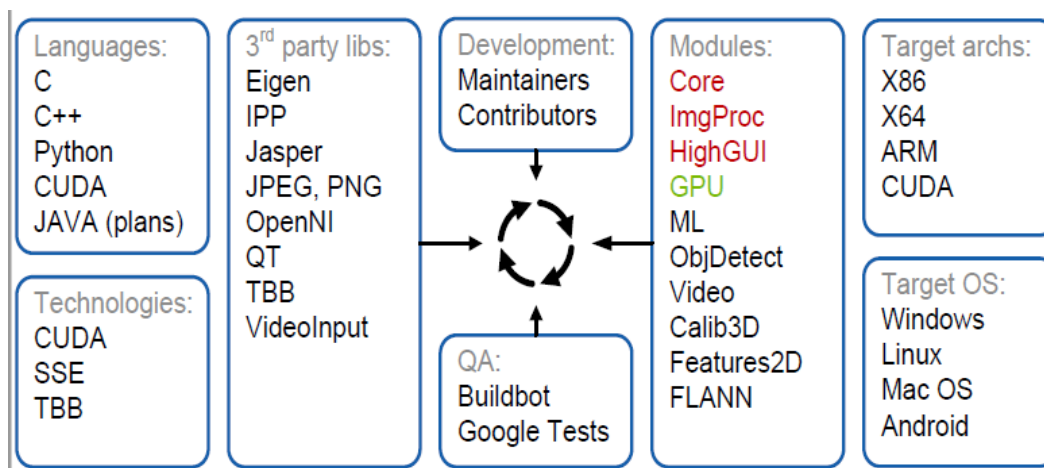 Languages:
C
C++
Python
CUDA
JAVA (plans)
Technologies:
CUDA
SSE
TBB
3rd party libs:
Eigen
IPP
Jasper
JPEG, PNG
OpenNI
QT
TBB
VideoInput
Development:
Maintainers
Contributors
QA:
Buildbot
Google Tests
Modules:
Core
ImgProc
HighGUI
GPU
ML
ObjDetect
Video
Calib3D
Features2D
FLANN
Target archs:
X86
X64
ARM
CUDA
Target OS:
Windows
Linux
Mac OS
Android